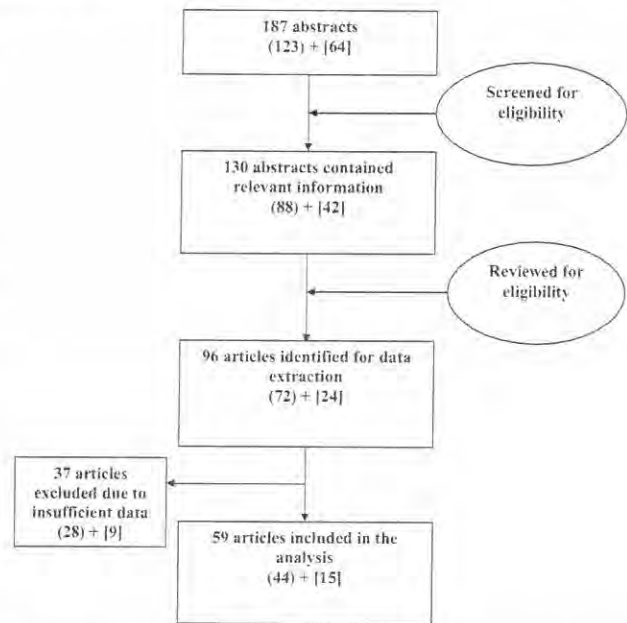 187 abstracts
(123) + [64]
Screened for
eligibility
130 abstracts contained
relevant information
(88) + [42]
Reviewed for
eligibility
96 articles identified for data
extraction
(72) + [24]
37 articles
excluded due to
insufficient data
(28) + [9]
59 articles included in the
analysis
(44) + [15]